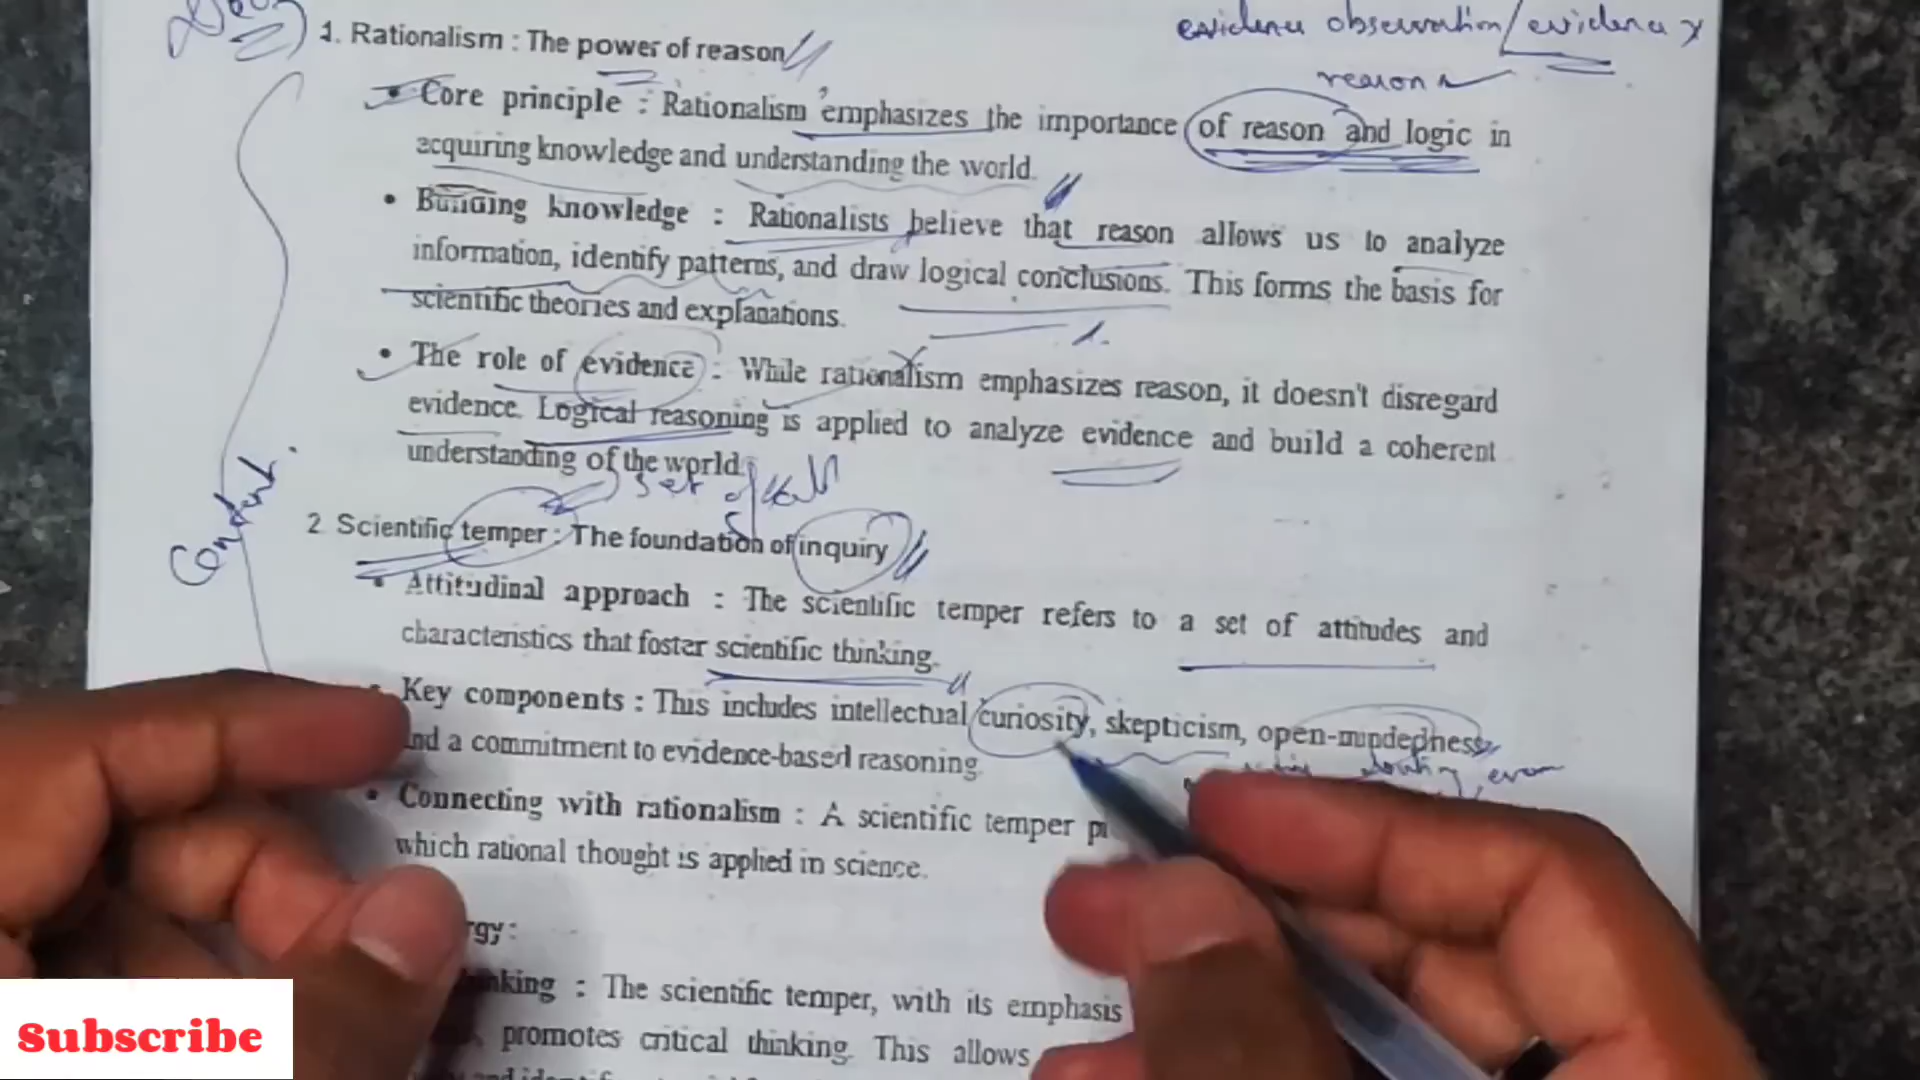 evidence observation/evidence x
reason
1. Rationalism : The power of reason
• Core principle : Rationalism emphasizes the importance of reason and logic in
acquiring knowledge and understanding the world.
• Building knowledge : Rationalists believe that reason allows us to analyze
information, identify patterns, and draw logical conclusions. This forms the basis for
scientific theories and explanations.
• The role of evidence : While rationalism emphasizes reason, it doesn't disregard
evidence. Logical reasoning is applied to analyze evidence and build a coherent
understanding of the world.
set of
Content
2. Scientific temper : The foundation of inquiry
• Attitudinal approach : The scientific temper refers to a set of attitudes and
characteristics that foster scientific thinking.
• Key components : This includes intellectual curiosity, skepticism, open-mindedness
and a commitment to evidence-based reasoning.
• Connecting with rationalism : A scientific temper
which rational thought is applied in science.
rgy :
nking : The scientific temper, with its emphasis
promotes critical thinking. This allows
Subscribe